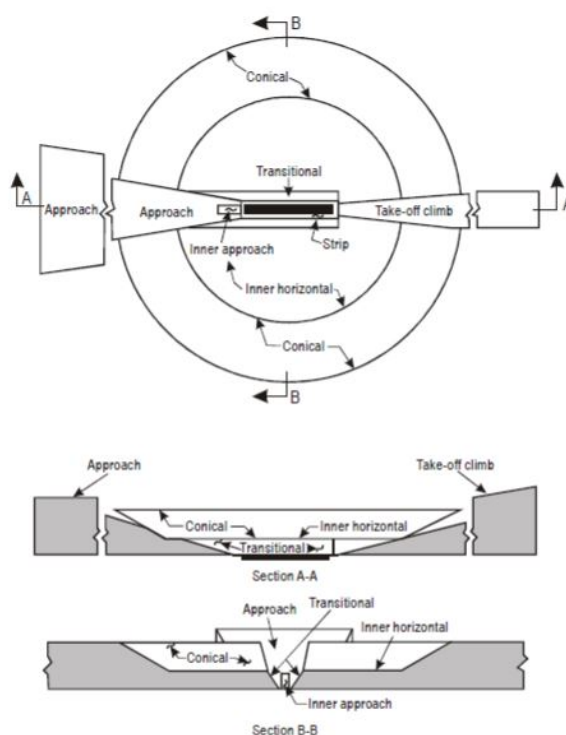 B
Conical
Transitional
A
Approach
Approach
Take-off climb
A
Inner approach
Strip
Inner horizontal
Conical
B
Approach
Take-off climb
Conical
Inner horizontal
Transitional
Section A-A
Transitional
Approach
Inner horizontal
Conical
Inner approach
Section B-B